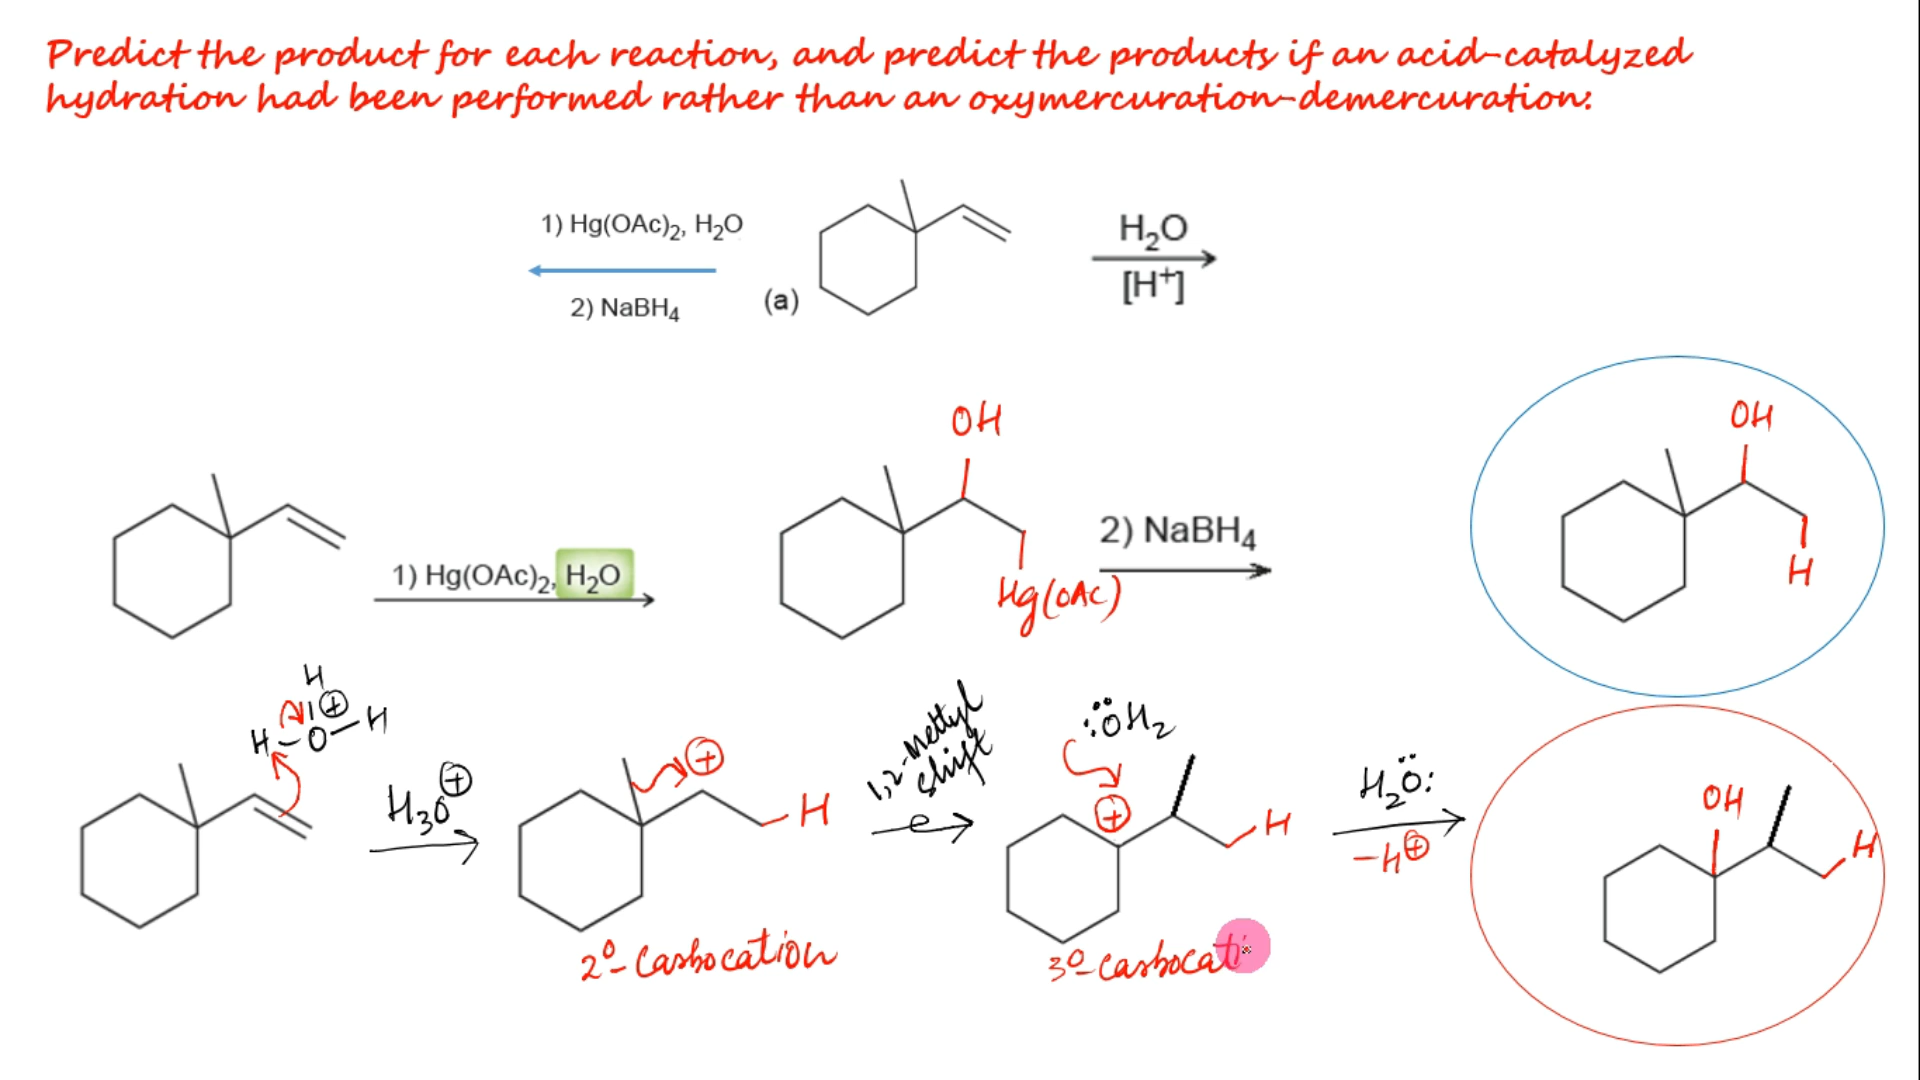 Predict the product for each reaction, and predict the products if an acid-catalyzed
hydration had been performed rather than an oxymercuration-demercuration:
1) Hg(OAc)₂, H₂O
2) NaBH₄
(a)
H₂O
[H⁺]
1) Hg(OAc)₂, H₂O
OH
Hg(OAc)
2) NaBH₄
OH
H
H
H-O-H
⊕
H₃O⊕
⊕
H
2°-carbocation
1,2-methyl
shift
:ÖH₂
⊕
H
3°-carbocati
H₂Ö:
-H⊕
OH
H